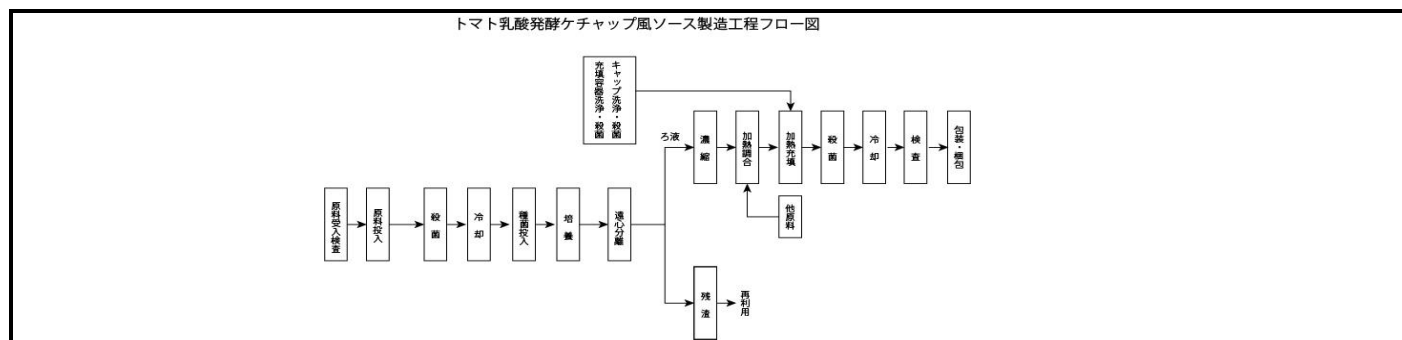 トマト乳酸発酵ケチャップ風ソース製造工程フロー図
キャップ洗浄・殺菌
充填容器洗浄・殺菌
ろ液
濃縮
加熱調合
加熱充填
殺菌
冷却
検査
包装・梱包
他原料
原料受入検査
原料投入
殺菌
冷却
種菌投入
培養
遠心分離
残渣
再利用